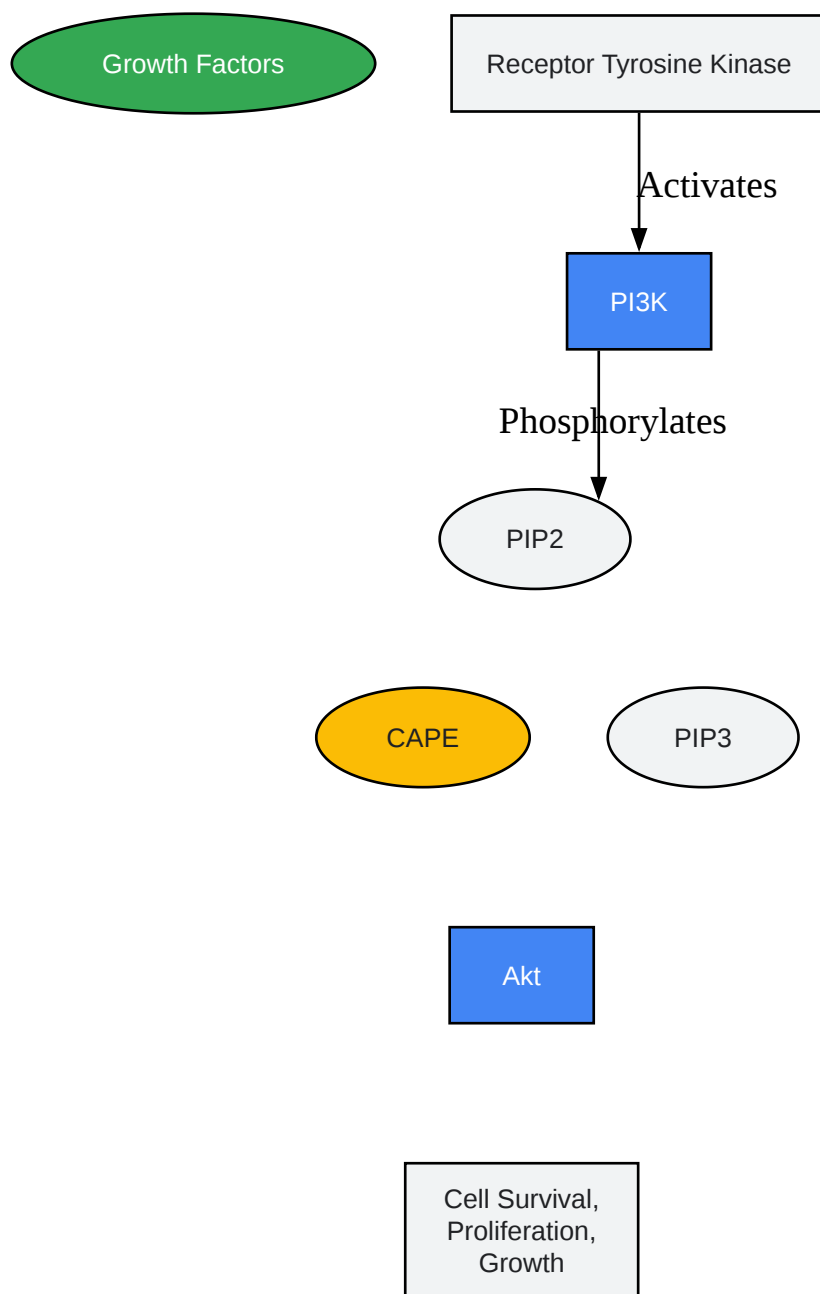 Growth Factors
Receptor Tyrosine Kinase
Activates
PI3K
Phosphorylates
PIP2
CAPE
PIP3
Akt
Cell Survival,
Proliferation,
Growth